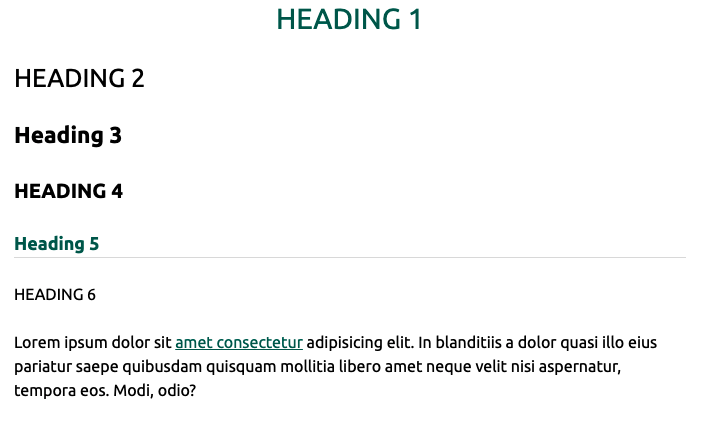 HEADING 1
HEADING 2
Heading 3
HEADING 4
Heading 5
HEADING 6
Lorem ipsum dolor sit amet consectetur adipisicing elit. In blanditiis a dolor quasi illo eius
pariatur saepe quibusdam quisquam mollitia libero amet neque velit nisi aspernatur,
tempora eos. Modi, odio?